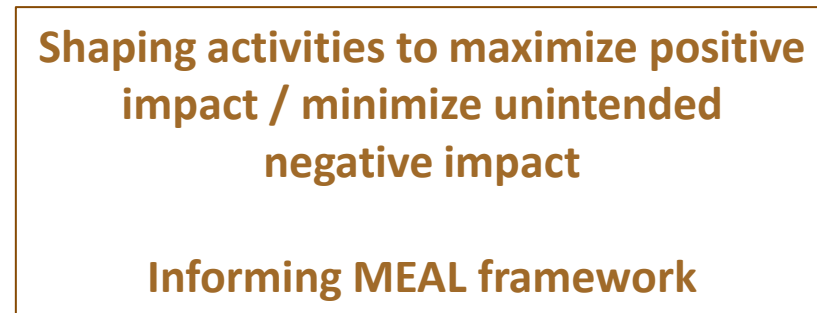 Shaping activities to maximize positive
impact / minimize unintended
negative impact
Informing MEAL framework